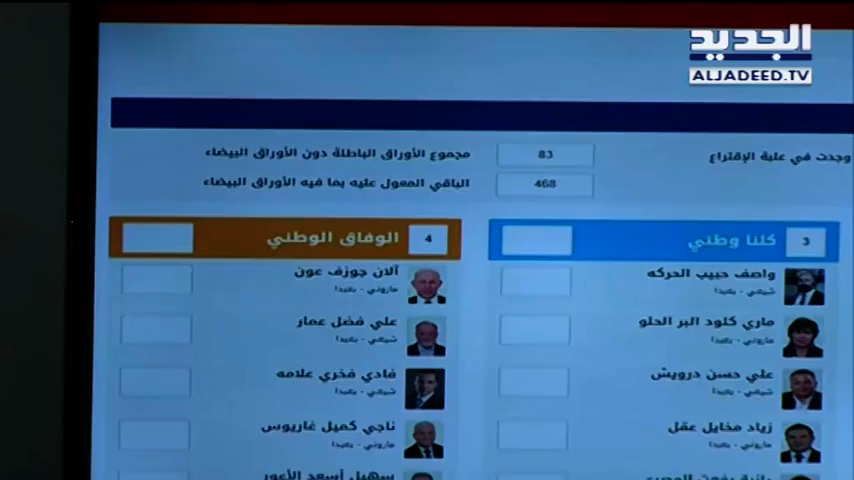 الجديد
ALJADEED.TV
وجدت في علبة الإقتراع
83
مجموع الأوراق الباطلة دون الأوراق البيضاء
468
الباقي المعول عليه بما فيه الأوراق البيضاء
3 كلنا وطني
واصف حبيب الحركه
شيعي - بعبدا
ماري كلود البر الحلو
ماروني - بعبدا
علي حسن درويش
شيعي - بعبدا
زياد مخايل عقل
ماروني - بعبدا
4 الوفاق الوطني
آلان جوزف عون
ماروني - بعبدا
علي فضل عمار
شيعي - بعبدا
فادي فخري علامه
شيعي - بعبدا
ناجي كميل غاريوس
ماروني - بعبدا
سهيل أسعد الأعور